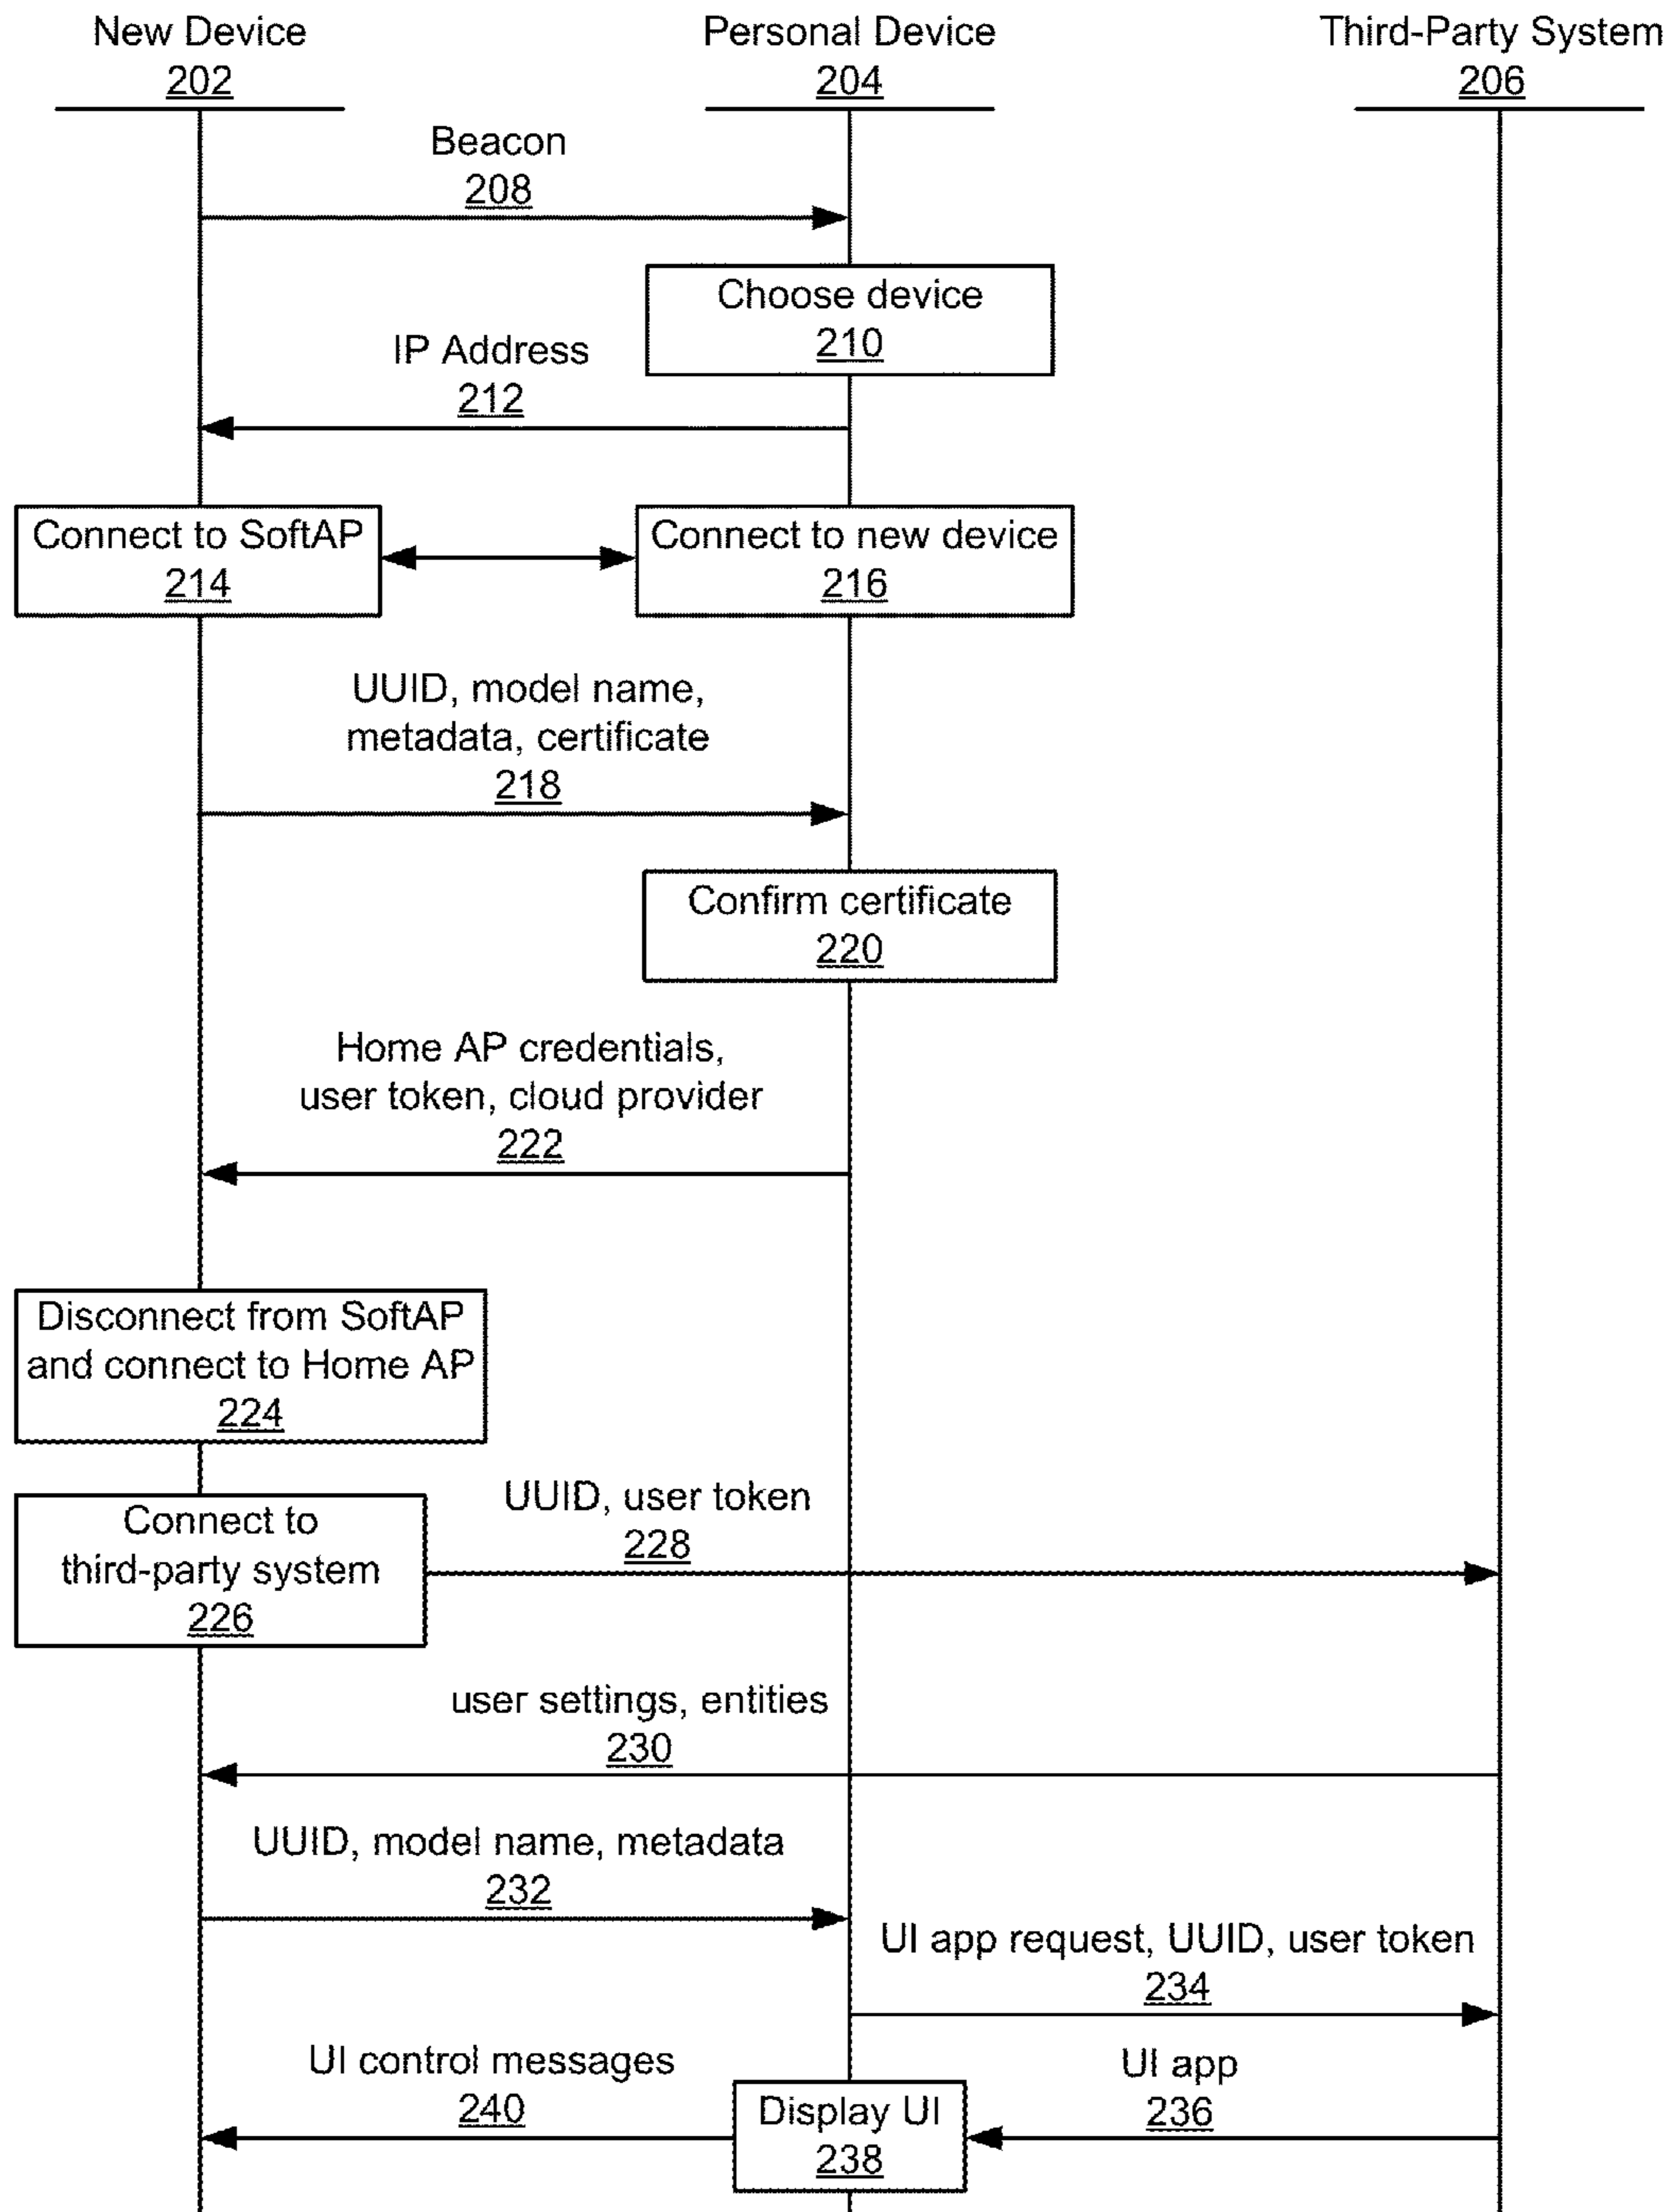 New Device
202
Personal Device
204
Third-Party System
206
Beacon
208
Choose device
210
IP Address
212
Connect to SoftAP
214
Connect to new device
216
UUID, model name,
metadata, certificate
218
Confirm certificate
220
Home AP credentials,
user token, cloud provider
222
Disconnect from SoftAP
and connect to Home AP
224
Connect to
third-party system
226
UUID, user token
228
user settings, entities
230
UUID, model name, metadata
232
UI app request, UUID, user token
234
UI app
236
Display UI
238
UI control messages
240